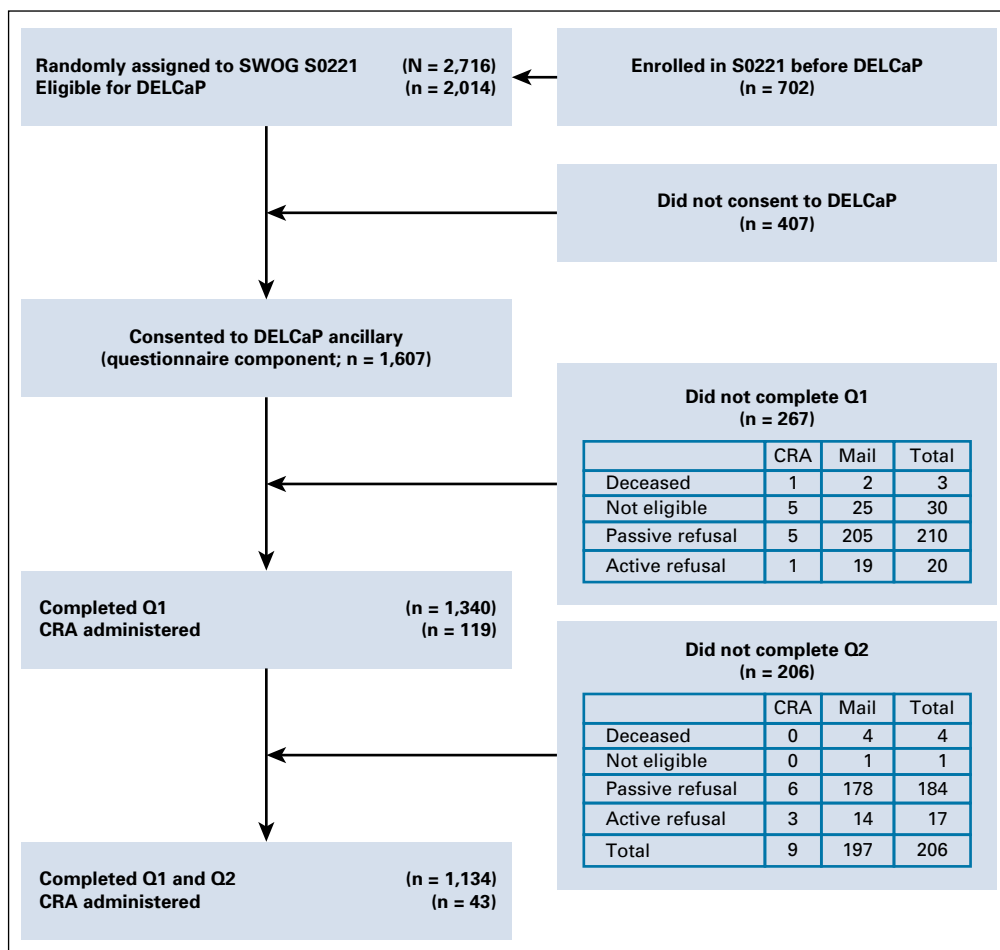 Randomly assigned to SWOG S0221 (N = 2,716)
Eligible for DELCaP (n = 2,014)
Enrolled in S0221 before DELCaP
(n = 702)
Did not consent to DELCaP
(n = 407)
Consented to DELCaP ancillary
(questionnaire component; n = 1,607)
Did not complete Q1
(n = 267)
CRA Mail Total
Deceased 1 2 3
Not eligible 5 25 30
Passive refusal 5 205 210
Active refusal 1 19 20
Completed Q1 (n = 1,340)
CRA administered (n = 119)
Did not complete Q2
(n = 206)
CRA Mail Total
Deceased 0 4 4
Not eligible 0 1 1
Passive refusal 6 178 184
Active refusal 3 14 17
Total 9 197 206
Completed Q1 and Q2 (n = 1,134)
CRA administered (n = 43)